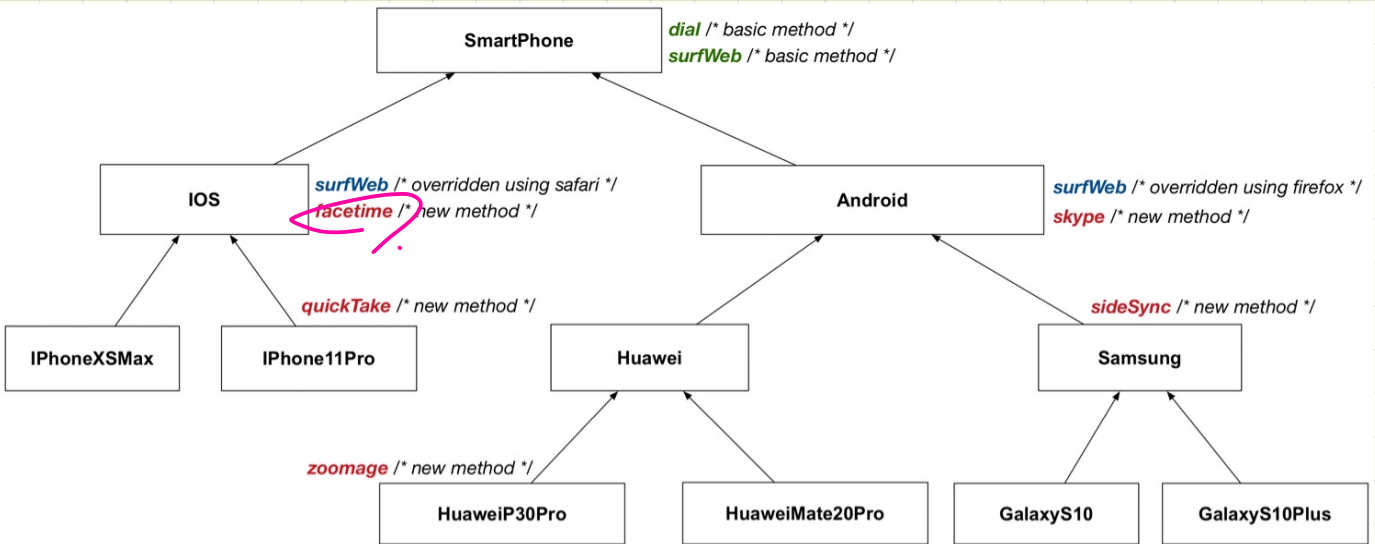 SmartPhone
dial /* basic method */
surfWeb /* basic method */
IOS
surfWeb /* overridden using safari */
facetime /* new method */
Android
surfWeb /* overridden using firefox */
skype /* new method */
quickTake /* new method */
sideSync /* new method */
IPhoneXSMax
IPhone11Pro
Huawei
Samsung
zoomage /* new method */
HuaweiP30Pro
HuaweiMate20Pro
GalaxyS10
GalaxyS10Plus